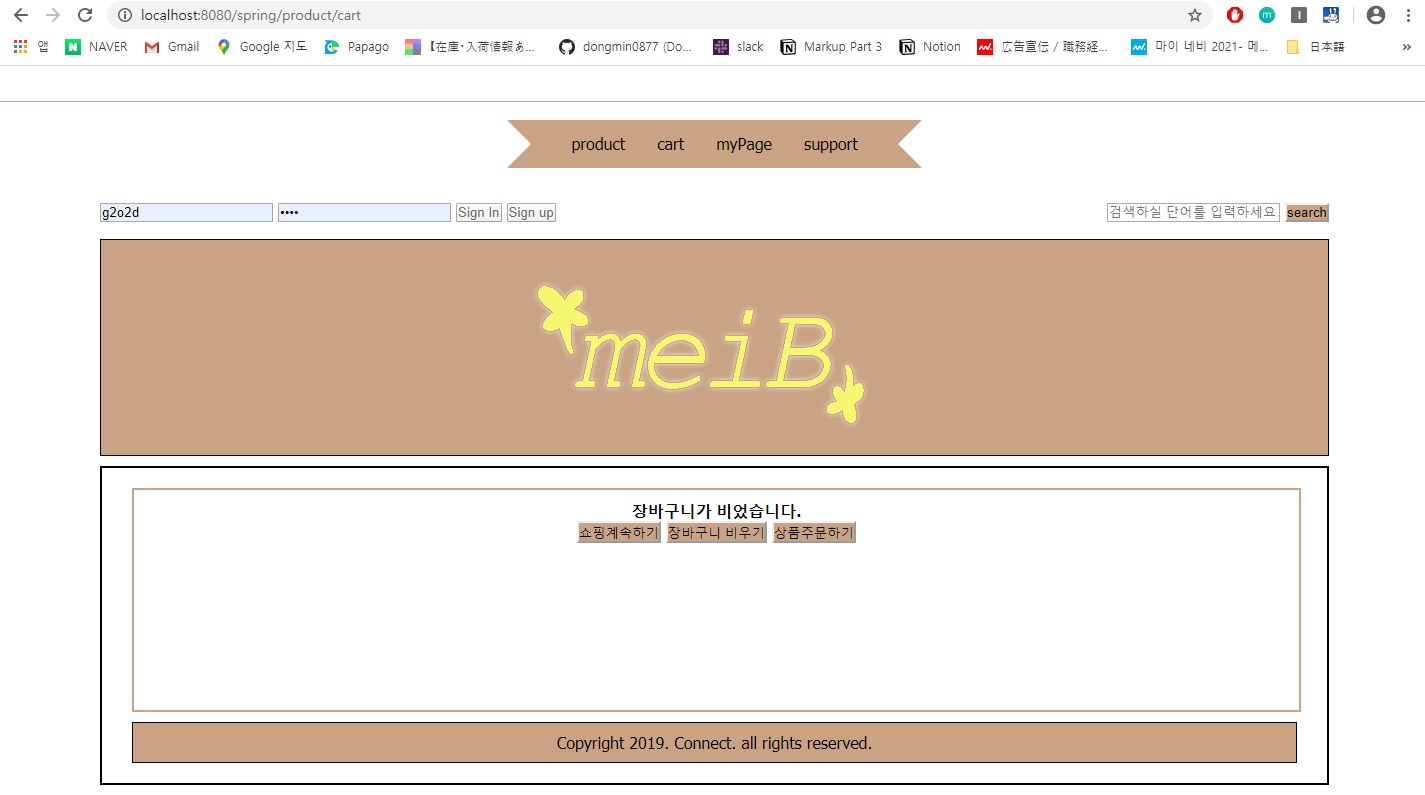 localhost:8080/spring/product/cart
앱 NAVER Gmail Google 지도 Papago 【在庫･入荷情報あ... dongmin0877 (Do... slack Markup Part 3 Notion 広告宣伝 / 職務経... 마이 네비 2021- 메... 日本語 »
product cart myPage support
g2o2d •••• Sign In Sign up 검색하실 단어를 입력하세요 search
meiB
장바구니가 비었습니다.
쇼핑계속하기 장바구니 비우기 상품주문하기
Copyright 2019. Connect. all rights reserved.